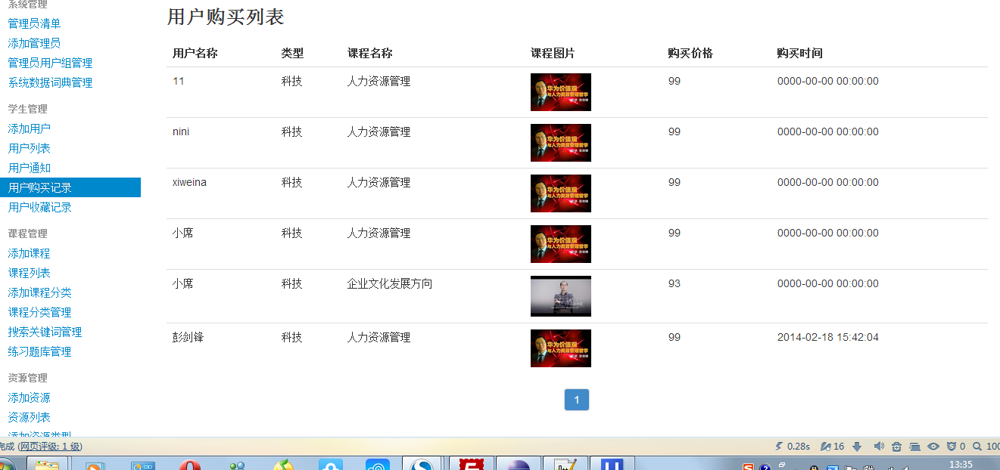 系统管理
管理员清单
添加管理员
管理员用户组管理
系统数据词典管理
学生管理
添加用户
用户列表
用户通知
用户购买记录
用户收藏记录
课程管理
添加课程
课程列表
添加课程分类
课程分类管理
搜索关键词管理
练习题库管理
资源管理
添加资源
资源列表
添加资源类型
用户购买列表
用户名称 类型 课程名称 课程图片 购买价格 购买时间
11 科技 人力资源管理 99 0000-00-00 00:00:00
华为价值观
与人力资源管理哲学
nini 科技 人力资源管理 99 0000-00-00 00:00:00
华为价值观
与人力资源管理哲学
xiweina 科技 人力资源管理 99 0000-00-00 00:00:00
华为价值观
与人力资源管理哲学
小席 科技 人力资源管理 99 0000-00-00 00:00:00
华为价值观
与人力资源管理哲学
小席 科技 企业文化发展方向 93 0000-00-00 00:00:00
彭剑锋 科技 人力资源管理 99 2014-02-18 15:42:04
华为价值观
与人力资源管理哲学
1
完成 (网页评级: 1 级) 0.28s 16 0 100
13:35